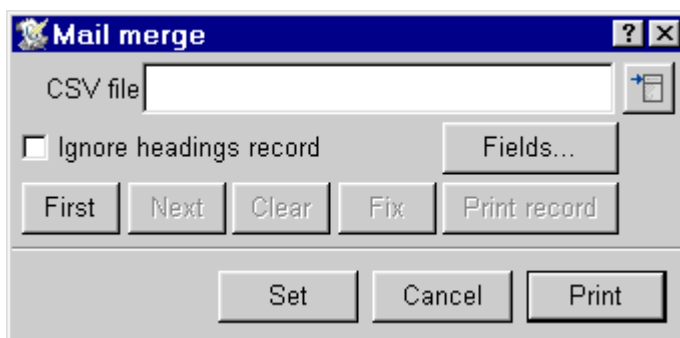 Mail merge ? X
CSV file
Ignore headings record Fields...
First Next Clear Fix Print record
Set Cancel Print